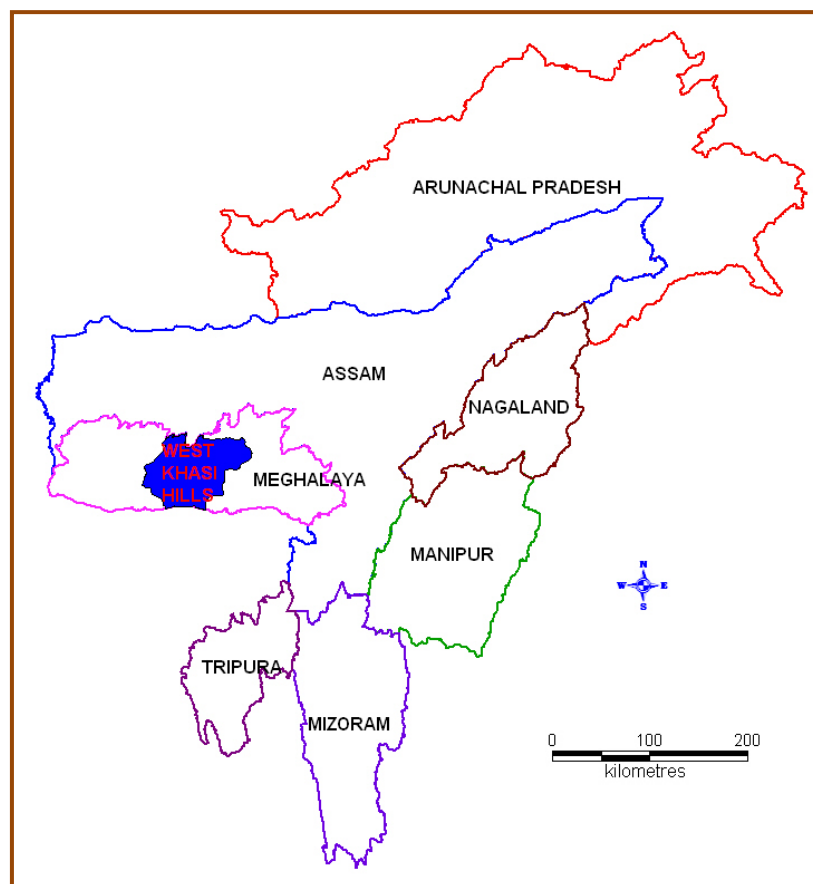 ARUNACHAL PRADESH
ASSAM
NAGALAND
WEST
KHASI
HILLS
MEGHALAYA
MANIPUR
N
W E
S
TRIPURA
MIZORAM
0 100 200
kilometres